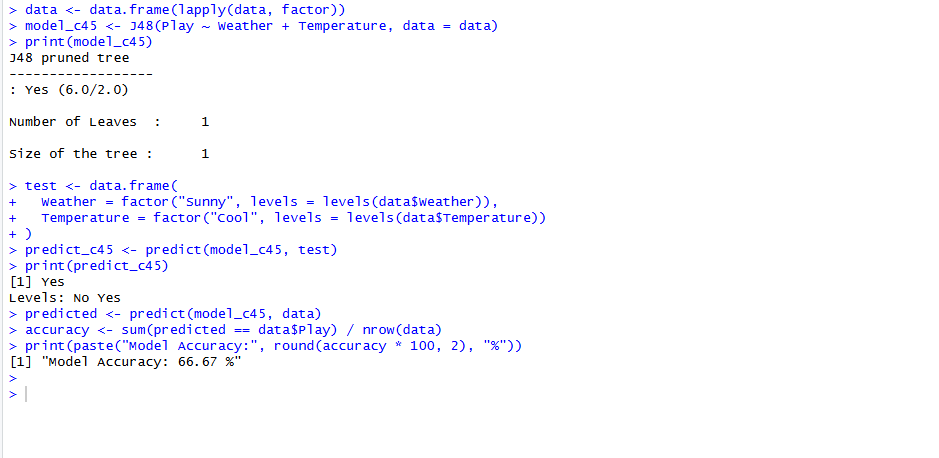 > data <- data.frame(lapply(data, factor))
> model_c45 <- J48(Play ~ Weather + Temperature, data = data)
> print(model_c45)
J48 pruned tree
------------------
: Yes (6.0/2.0)
Number of Leaves  :     1
Size of the tree :      1
> test <- data.frame(
+   Weather = factor("Sunny", levels = levels(data$Weather)),
+   Temperature = factor("Cool", levels = levels(data$Temperature))
+ )
> predict_c45 <- predict(model_c45, test)
> print(predict_c45)
[1] Yes
Levels: No Yes
> predicted <- predict(model_c45, data)
> accuracy <- sum(predicted == data$Play) / nrow(data)
> print(paste("Model Accuracy:", round(accuracy * 100, 2), "%"))
[1] "Model Accuracy: 66.67 %"
>
>